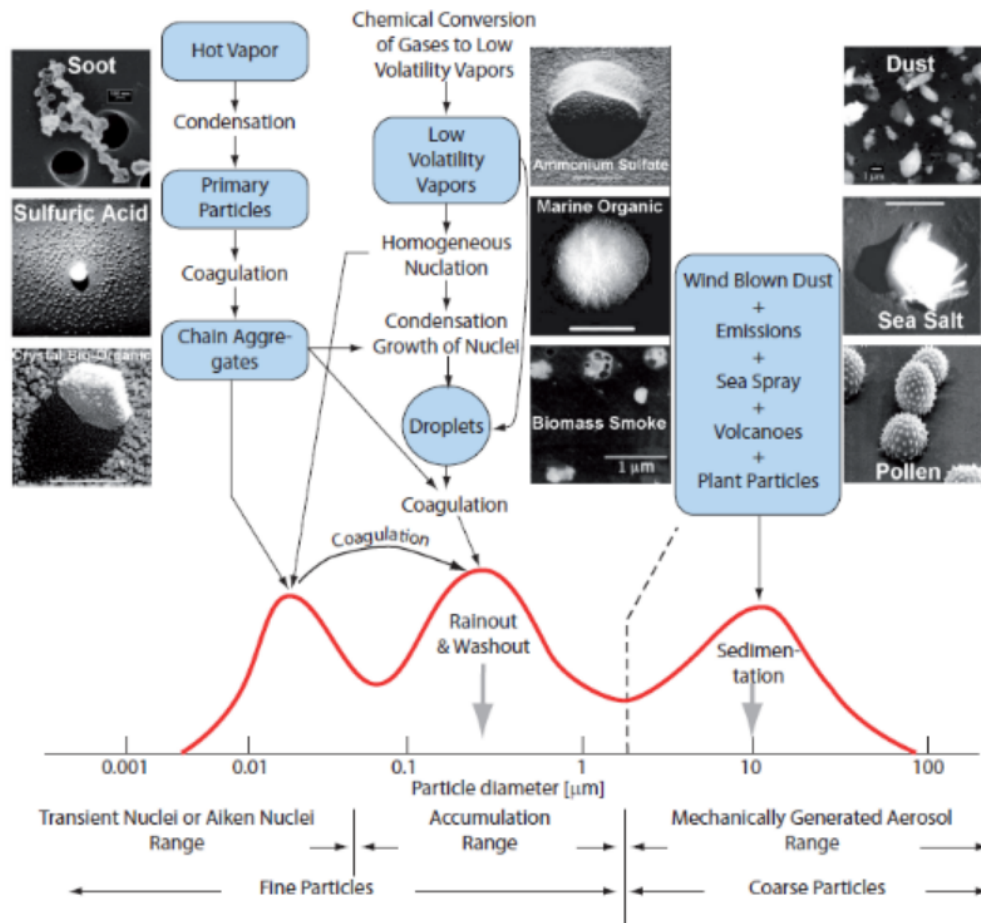 Soot
Sulfuric Acid
Crystal Bio-Organic
Hot Vapor
Condensation
Primary
Particles
Coagulation
Chain Aggre-
gates
Chemical Conversion
of Gases to Low
Volatility Vapors
Low
Volatility
Vapors
Homogeneous
Nuclation
Condensation
Growth of Nuclei
Droplets
Coagulation
Ammonium Sulfate
Marine Organic
Biomass Smoke
1 μm
Wind Blown Dust
+
Emissions
+
Sea Spray
+
Volcanoes
+
Plant Particles
Dust
1 μm
Sea Salt
Pollen
Coagulation
Rainout
& Washout
Sedimen-
tation
0.001
0.01
0.1
1
10
100
Particle diameter [μm]
Transient Nuclei or Aiken Nuclei
Range
Accumulation
Range
Mechanically Generated Aerosol
Range
Fine Particles
Coarse Particles